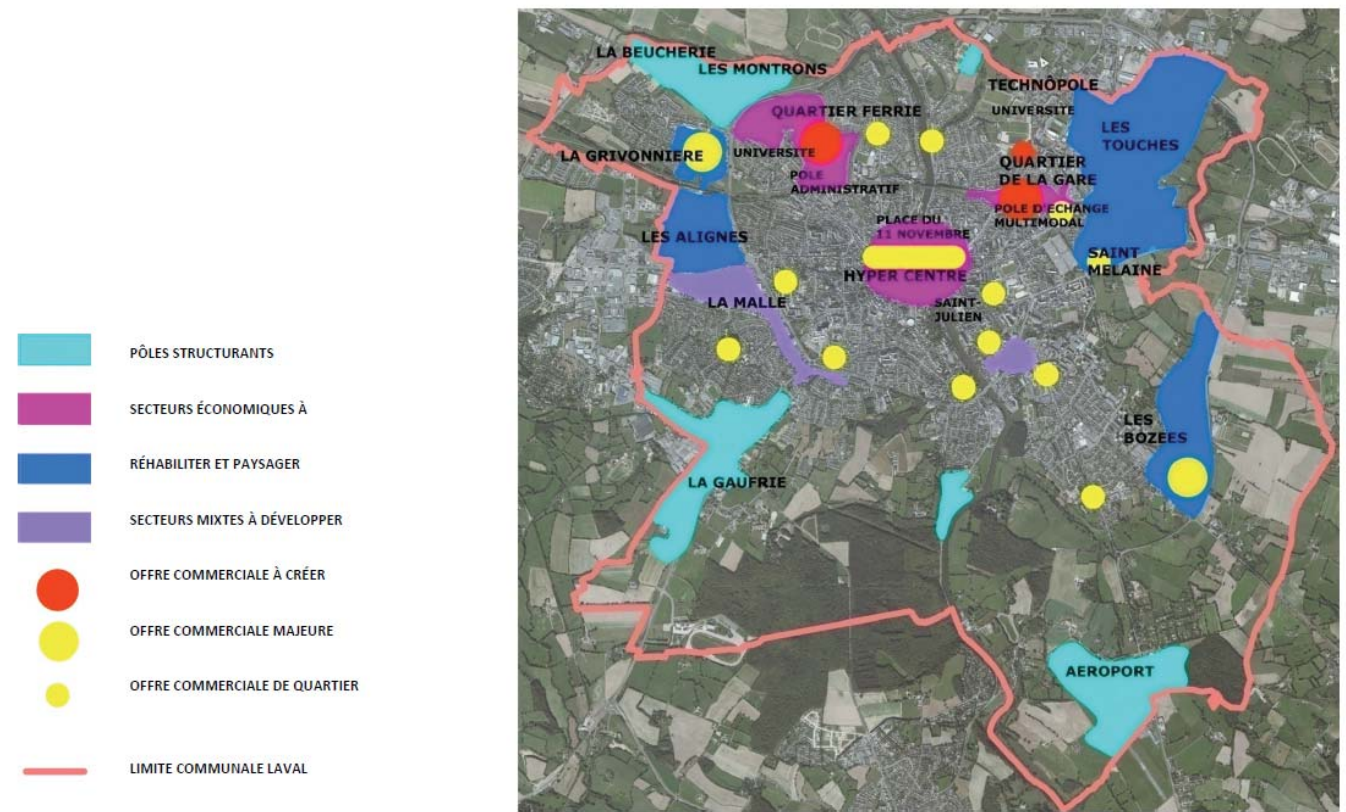 PÔLES STRUCTURANTS
SECTEURS ÉCONOMIQUES À
RÉHABILITER ET PAYSAGER
SECTEURS MIXTES À DÉVELOPPER
OFFRE COMMERCIALE À CRÉER
OFFRE COMMERCIALE MAJEURE
OFFRE COMMERCIALE DE QUARTIER
LIMITE COMMUNALE LAVAL
LA BEUCHERIE
LES MONTRONS
TECHNÔPOLE
UNIVERSITE
QUARTIER FERRIE
LES
TOUCHES
LA GRIVONNIERE
UNIVERSITE
QUARTIER
DE LA GARE
POLE
ADMINISTRATIF
POLE D'ECHANGE
MULTIMODAL
PLACE DU
11 NOVEMBRE
LES ALIGNES
SAINT
MELAINE
HYPER CENTRE
LA MALLE
SAINT-
JULIEN
LES
BOZEES
LA GAUFRIE
AEROPORT